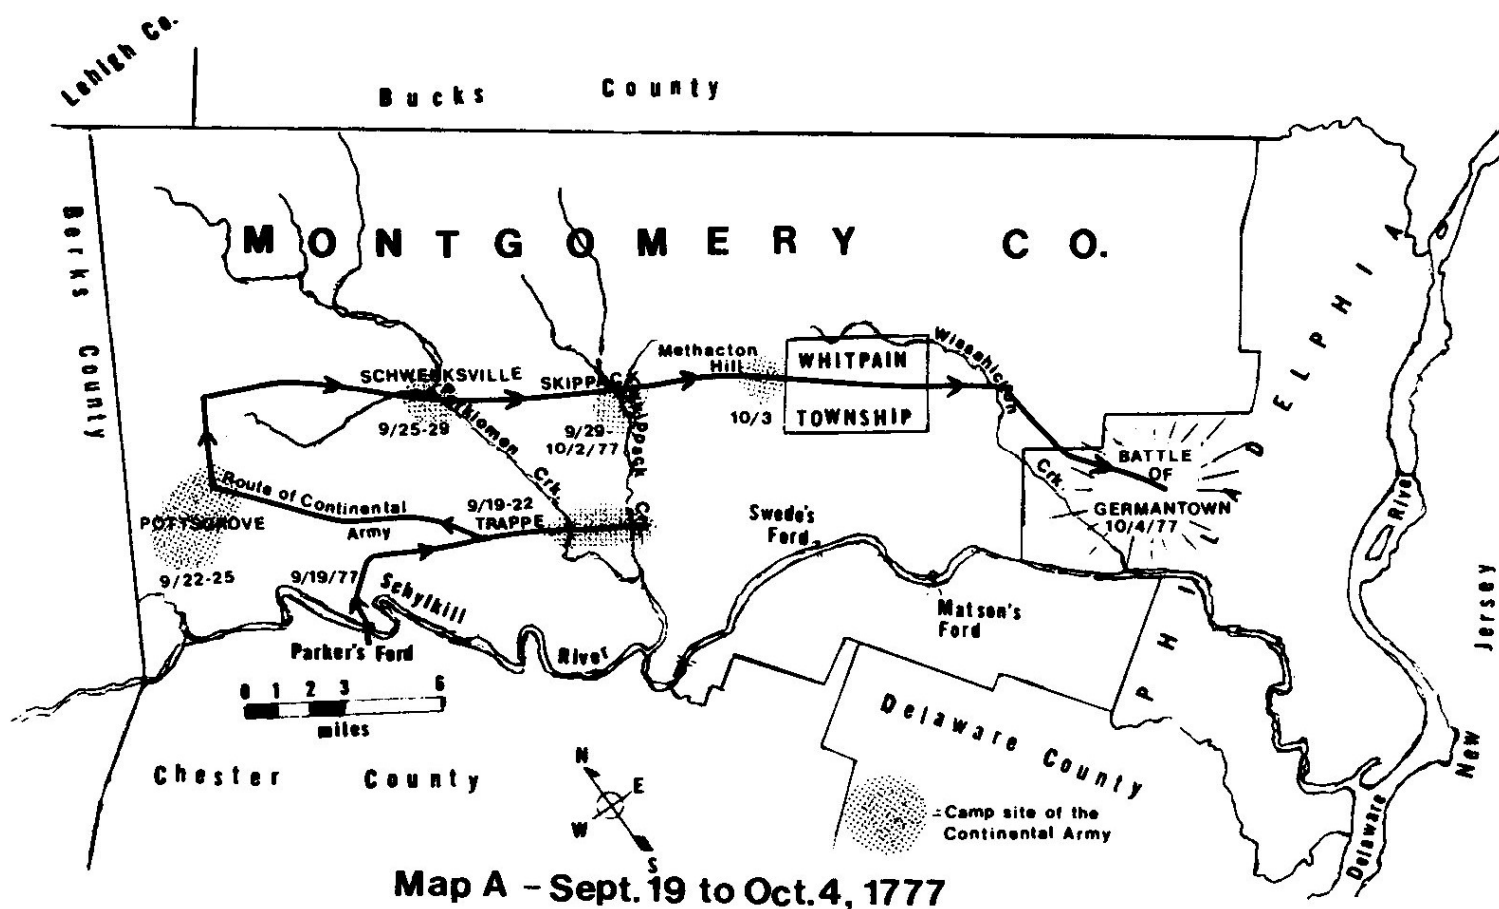 Lehigh Co.
Bucks County
Berks County
MONTGOMERY CO.
PHILADELPHIA
Methacton
Hill
WHITPAIN
TOWNSHIP
Wissahickon
Crk.
SCHWENKSVILLE
SKIPPACK
9/25-29
Perkiomen
Crk.
9/29-
10/2/77
Skippack
Crk.
10/3
BATTLE
OF
GERMANTOWN
10/4/77
Route of Continental
Army
9/19-22
TRAPPE
POTTSGROVE
9/22-25
9/19/77
Schylkill
River
Parker's Ford
Swede's
Ford
Matson's
Ford
0 1 2 3 6
miles
Chester County
Delaware County
N
E
W
S
Camp site of the
Continental Army
Delaware
River
New Jersey
Map A - Sept. 19 to Oct. 4, 1777